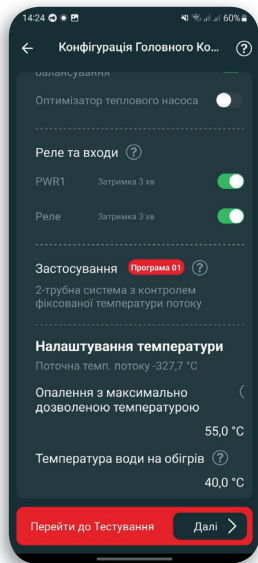 14:24 60%
Конфігурація Головного Ко...
балансування
Оптимізатор теплового насоса
Реле та входи
PWR1 Затримка 3 хв
Реле Затримка 3 хв
Застосування Програма 01
2-трубна система з контролем
фіксованої температури потоку
Налаштування температури
Поточна темп. потоку -327,7 °C
Опалення з максимально
дозволеною температурою
55,0 °C
Температура води на обігрів
40,0 °C
Перейти до Тестування Далі